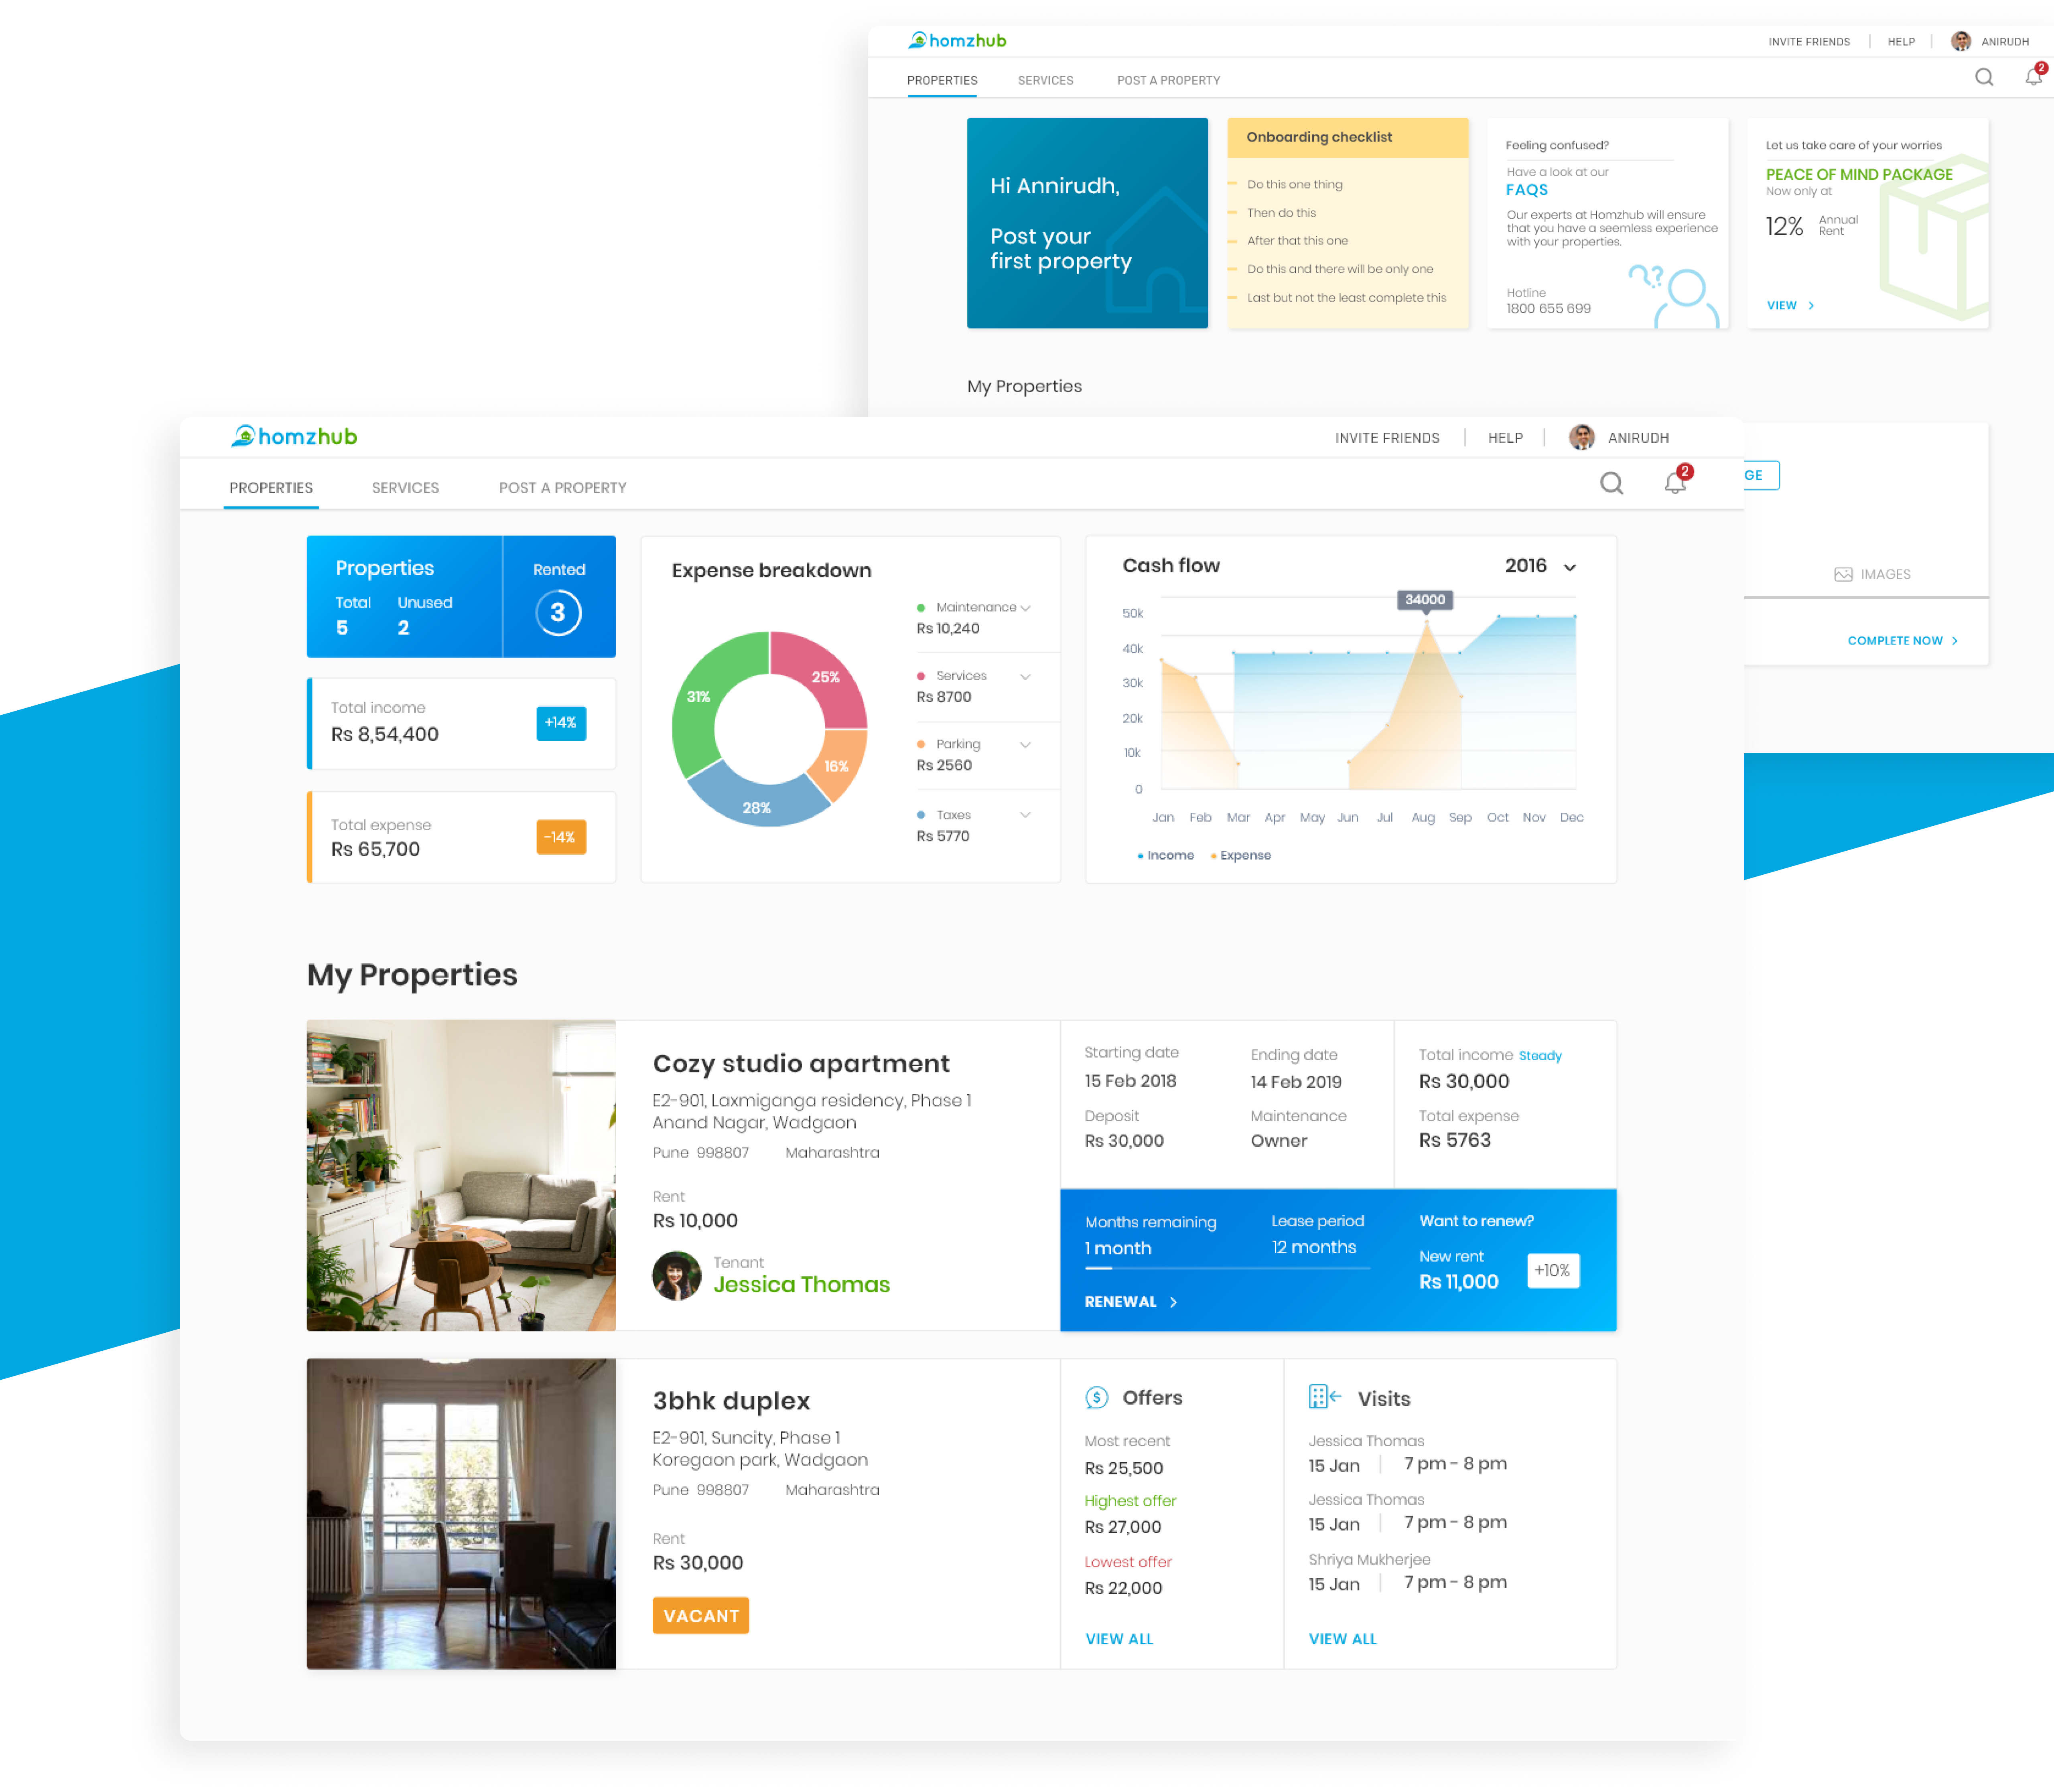 homzhub
INVITE FRIENDS
HELP
ANIRUDH
PROPERTIES
SERVICES
POST A PROPERTY
2
Hi Annirudh,
Post your
first property
Onboarding checklist
Do this one thing
Then do this
After that this one
Do this and there will be only one
Last but not the least complete this
Feeling confused?
Have a look at our
FAQS
Our experts at Homzhub will ensure
that you have a seemless experience
with your properties.
Hotline
1800 655 699
Let us take care of your worries
PEACE OF MIND PACKAGE
Now only at
12%
Annual
Rent
VIEW >
My Properties
GE
IMAGES
COMPLETE NOW >
homzhub
INVITE FRIENDS
HELP
ANIRUDH
PROPERTIES
SERVICES
POST A PROPERTY
2
Properties
Total
5
Unused
2
Rented
3
Total income
Rs 8,54,400
+14%
Total expense
Rs 65,700
-14%
Expense breakdown
31%
25%
16%
28%
Maintenance
Rs 10,240
Services
Rs 8700
Parking
Rs 2560
Taxes
Rs 5770
Cash flow
2016
34000
50k
40k
30k
20k
10k
0
Jan Feb Mar Apr May Jun Jul Aug Sep Oct Nov Dec
Income
Expense
My Properties
Cozy studio apartment
E2-901, Laxmiganga residency, Phase 1
Anand Nagar, Wadgaon
Pune 998807 Maharashtra
Rent
Rs 10,000
Tenant
Jessica Thomas
Starting date
15 Feb 2018
Ending date
14 Feb 2019
Deposit
Rs 30,000
Maintenance
Owner
Total income Steady
Rs 30,000
Total expense
Rs 5763
Months remaining
1 month
Lease period
12 months
RENEWAL >
Want to renew?
New rent
Rs 11,000
+10%
3bhk duplex
E2-901, Suncity, Phase 1
Koregaon park, Wadgaon
Pune 998807 Maharashtra
Rent
Rs 30,000
VACANT
Offers
Most recent
Rs 25,500
Highest offer
Rs 27,000
Lowest offer
Rs 22,000
VIEW ALL
Visits
Jessica Thomas
15 Jan 7 pm - 8 pm
Jessica Thomas
15 Jan 7 pm - 8 pm
Shriya Mukherjee
15 Jan 7 pm - 8 pm
VIEW ALL